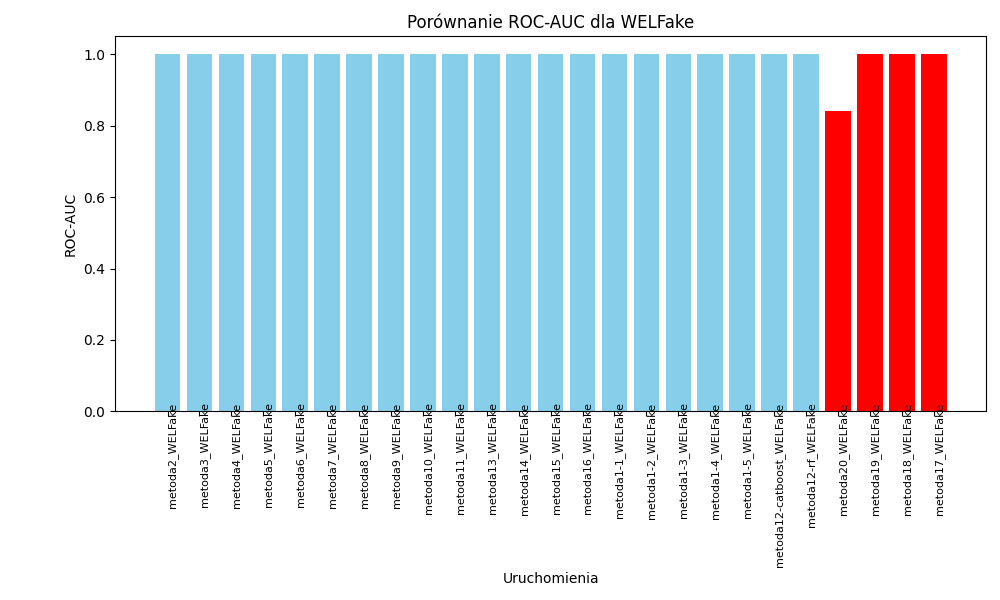 Porównanie ROC-AUC dla WELFake
ROC-AUC
1.0
0.8
0.6
0.4
0.2
0.0
metoda2_WELFake
metoda3_WELFake
metoda4_WELFake
metoda5_WELFake
metoda6_WELFake
metoda7_WELFake
metoda8_WELFake
metoda9_WELFake
metoda10_WELFake
metoda11_WELFake
metoda13_WELFake
metoda14_WELFake
metoda15_WELFake
metoda16_WELFake
metoda1-1_WELFake
metoda1-2_WELFake
metoda1-3_WELFake
metoda1-4_WELFake
metoda1-5_WELFake
metoda12-catboost_WELFake
metoda12-rf_WELFake
metoda20_WELFake
metoda19_WELFake
metoda18_WELFake
metoda17_WELFake
Uruchomienia